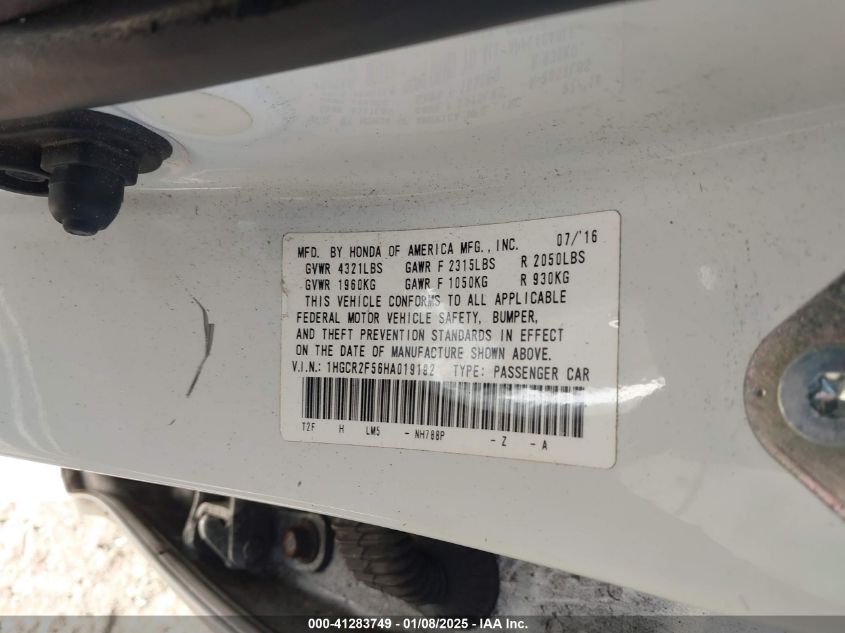 MFD. BY HONDA OF AMERICA MFG., INC. 07/'16
GVWR 4321LBS GAWR F 2315LBS R 2050LBS
GVWR 1960KG GAWR F 1050KG R 930KG
THIS VEHICLE CONFORMS TO ALL APPLICABLE
FEDERAL MOTOR VEHICLE SAFETY, BUMPER,
AND THEFT PREVENTION STANDARDS IN EFFECT
ON THE DATE OF MANUFACTURE SHOWN ABOVE.
V.I.N.: 1HGCR2F56HA019182 TYPE: PASSENGER CAR
T2F H LM5 - NH788P - Z - A
000-41283749 - 01/08/2025 - IAA Inc.